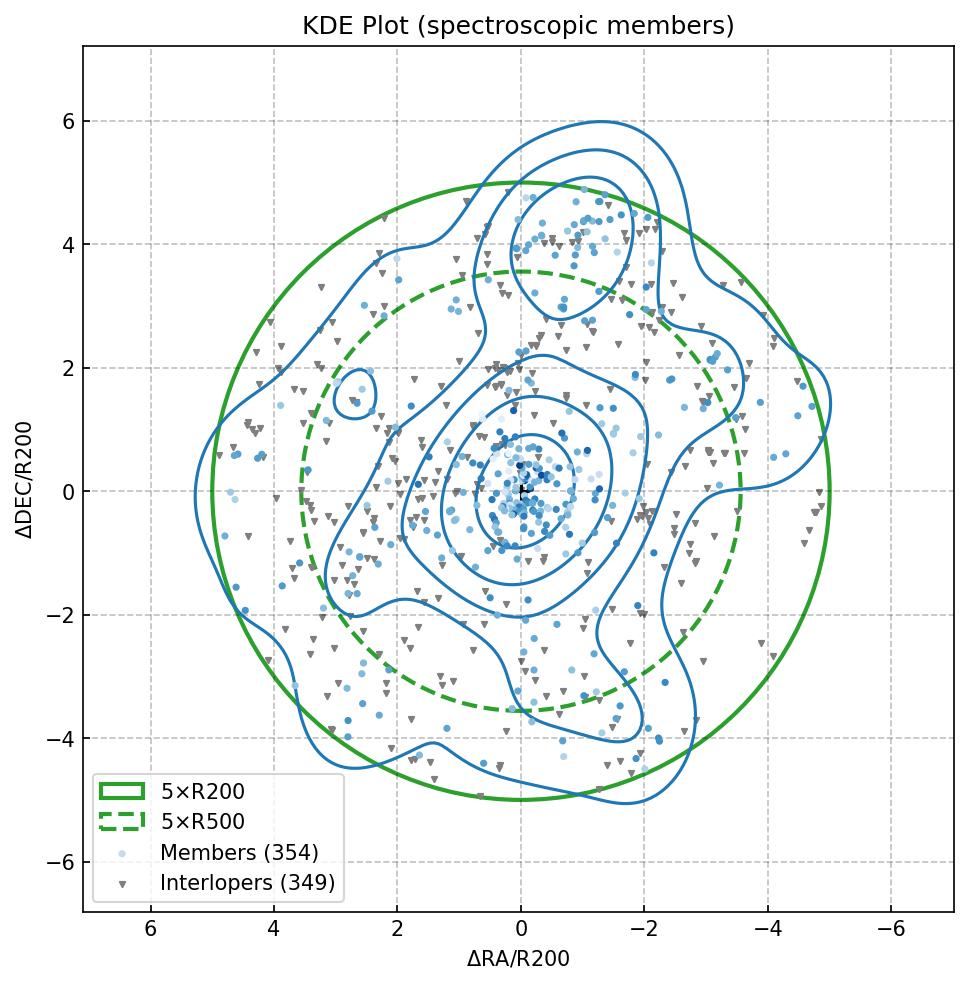 KDE Plot (spectroscopic members)
6
4
2
0
−2
−4
−6
ΔDEC/R200
5×R200
5×R500
Members (354)
Interlopers (349)
6 4 2 0 −2 −4 −6
ΔRA/R200